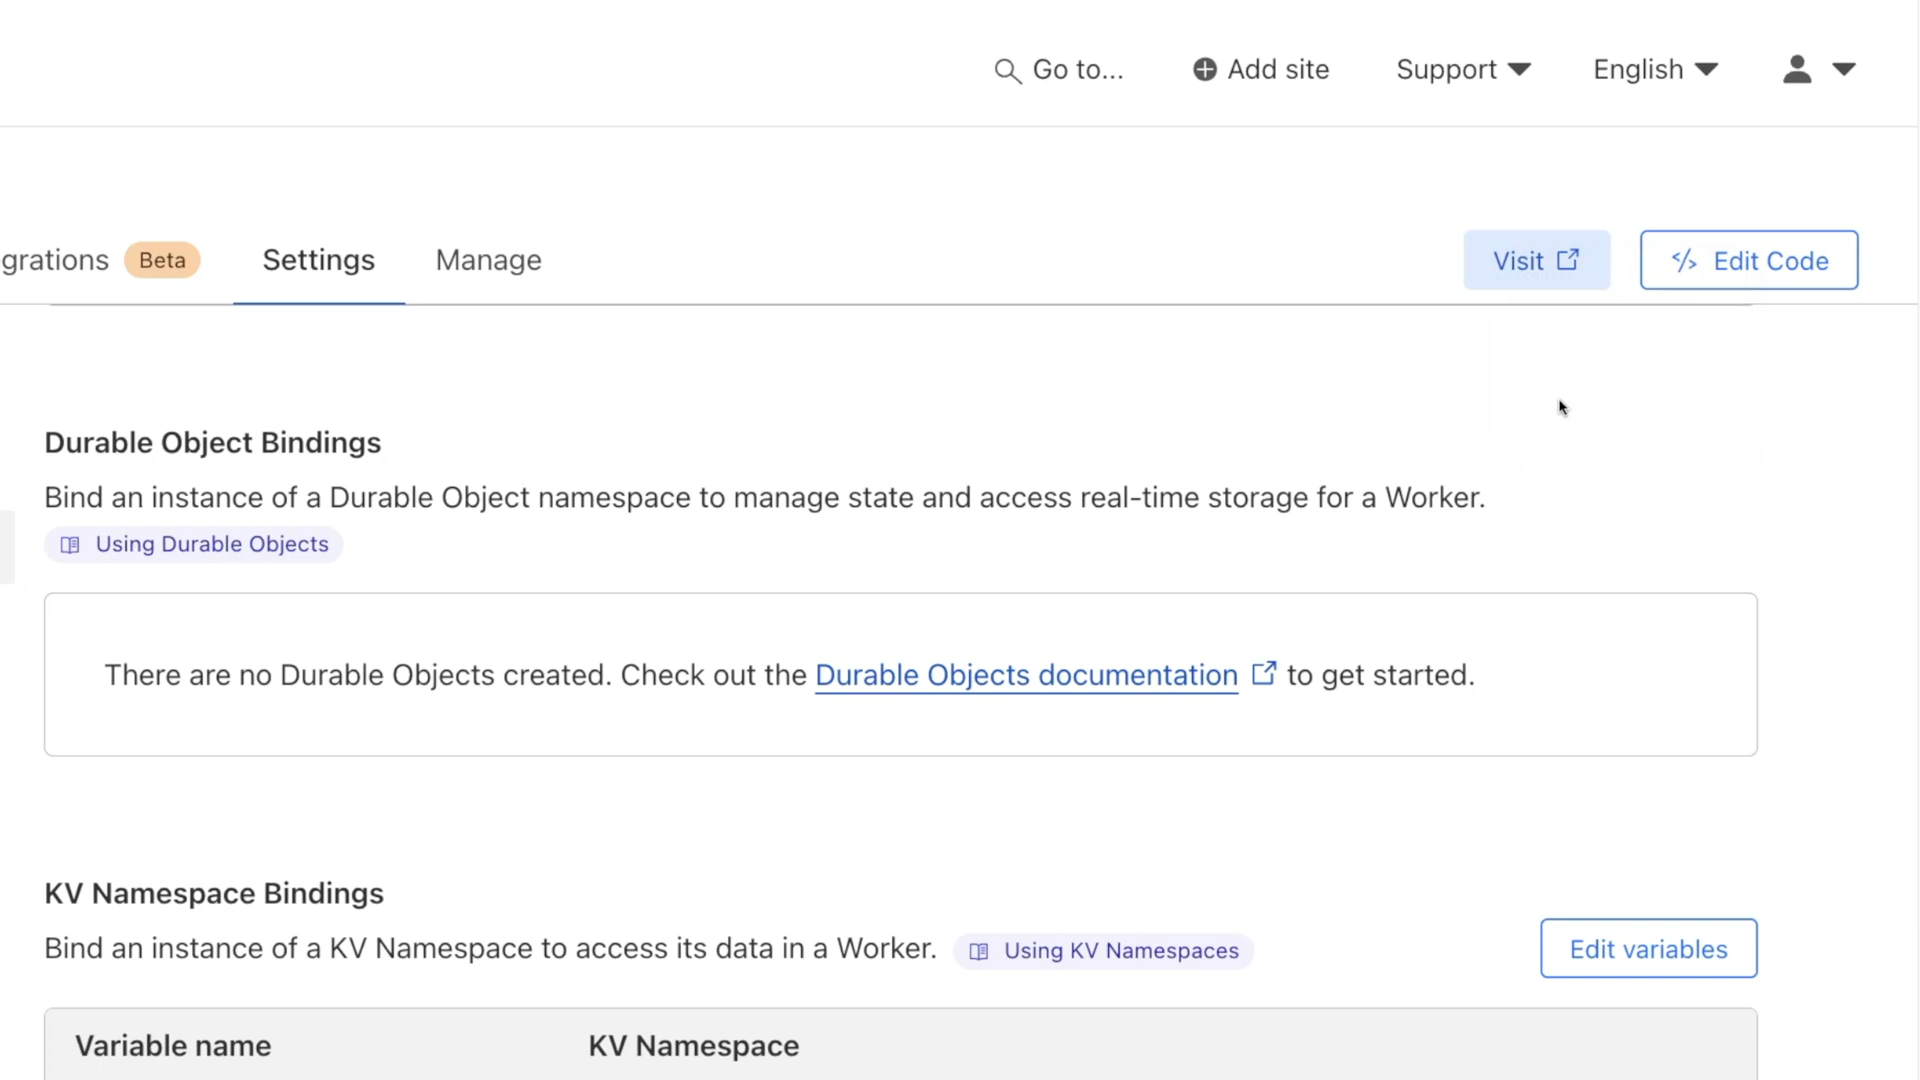 Go to...
Add site
Support
English
grations
Beta
Settings
Manage
Visit
Edit Code
Durable Object Bindings
Bind an instance of a Durable Object namespace to manage state and access real-time storage for a Worker.
Using Durable Objects
There are no Durable Objects created. Check out the Durable Objects documentation to get started.
KV Namespace Bindings
Bind an instance of a KV Namespace to access its data in a Worker.
Using KV Namespaces
Edit variables
Variable name
KV Namespace